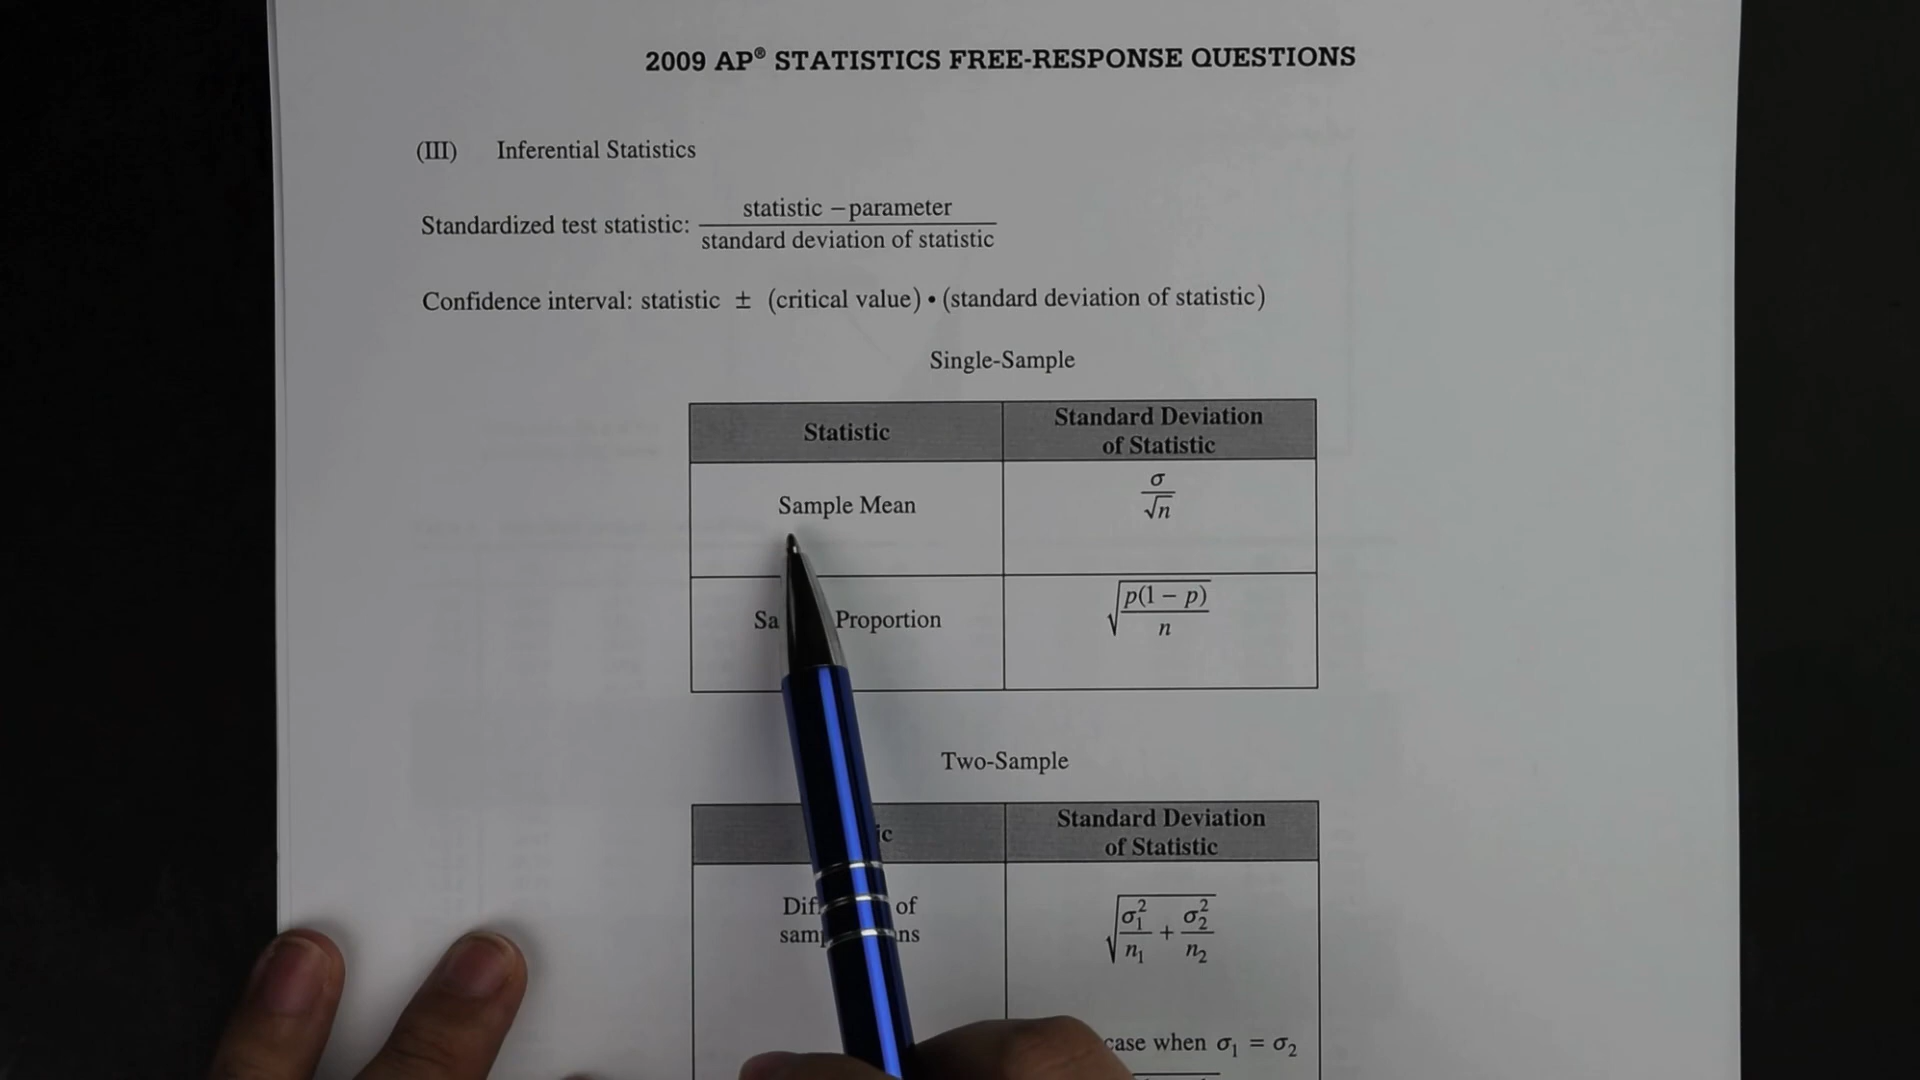 2009 AP® STATISTICS FREE-RESPONSE QUESTIONS
(III) Inferential Statistics
Standardized test statistic: statistic − parameter / standard deviation of statistic
Confidence interval: statistic ± (critical value) • (standard deviation of statistic)
Single-Sample
Statistic
Standard Deviation
of Statistic
Sample Mean
σ/√n
Proportion
√(p(1 − p)/n)
Two-Sample
Standard Deviation
of Statistic
of
√(σ₁²/n₁ + σ₂²/n₂)
case when σ₁ = σ₂